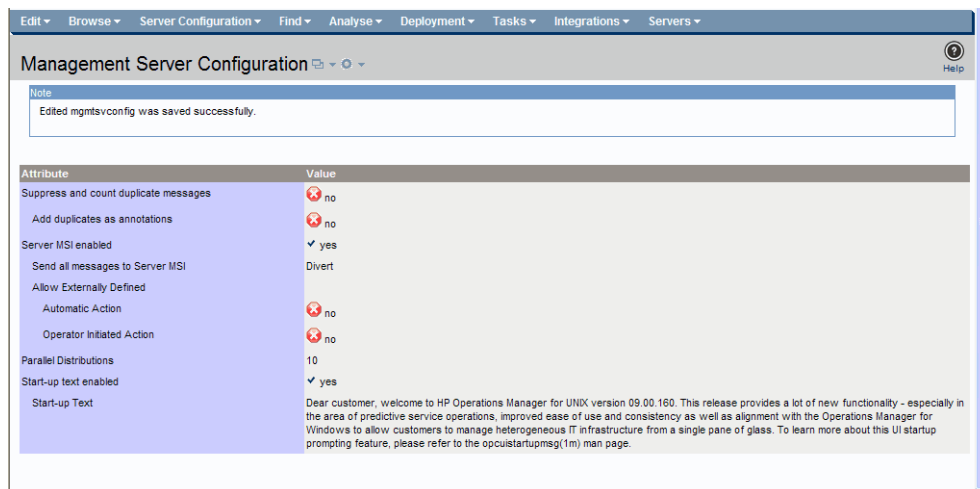 Edit Browse Server Configuration Find Analyse Deployment Tasks Integrations Servers
Management Server Configuration
Help
Note
Edited mgmtsvconfig was saved successfully.
Attribute Value
Suppress and count duplicate messages no
Add duplicates as annotations no
Server MSI enabled yes
Send all messages to Server MSI Divert
Allow Externally Defined
Automatic Action no
Operator Initiated Action no
Parallel Distributions 10
Start-up text enabled yes
Start-up Text Dear customer, welcome to HP Operations Manager for UNIX version 09.00.160. This release provides a lot of new functionality - especially in
the area of predictive service operations, improved ease of use and consistency as well as alignment with the Operations Manager for
Windows to allow customers to manage heterogeneous IT infrastructure from a single pane of glass. To learn more about this UI startup
prompting feature, please refer to the opcuistartupmsg(1m) man page.